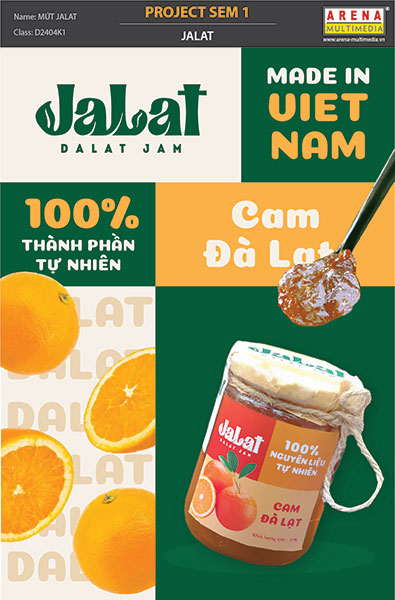 Name: MỨT JALAT
Class: D2404K1
PROJECT SEM 1
JALAT
ARENA
MULTIMEDIA
www.arena-multimedia.vn
JaLat
DALAT JAM
MADE IN
VIET
NAM
100%
THÀNH PHẦN
TỰ NHIÊN
Cam
Đà Lạt
DALAT
DALAT
DALAT
DALAT
DALAT
DALAT
JaLat
JaLat
DALAT JAM
100%
NGUYÊN LIỆU
TỰ NHIÊN
CAM
ĐÀ LẠT